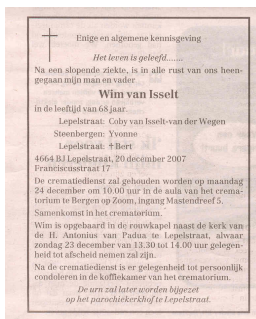 Enige en algemene kennisgeving
Het leven is geleefd.......
Na een slopende ziekte, is in alle rust van ons heen-
gegaan mijn man en vader
Wim van Isselt
in de leeftijd van 68 jaar.
Lepelstraat: Coby van Isselt-van der Wegen
Steenbergen: Yvonne
Lepelstraat: † Bert
4664 BJ Lepelstraat, 20 december 2007
Franciscusstraat 17
De crematiedienst zal gehouden worden op maandag
24 december om 10.00 uur in de aula van het crema-
torium te Bergen op Zoom, ingang Mastendreef 5.
Samenkomst in het crematorium.
Wim is opgebaard in de rouwkapel naast de kerk van
de H. Antonius van Padua te Lepelstraat, alwaar
zondag 23 december van 13.30 tot 14.00 uur gelegen-
heid tot afscheid nemen zal zijn.
Na de crematiedienst is er gelegenheid tot persoonlijk
condoleren in de koffiekamer van het crematorium.
De urn zal later worden bijgezet
op het parochiekerkhof te Lepelstraat.